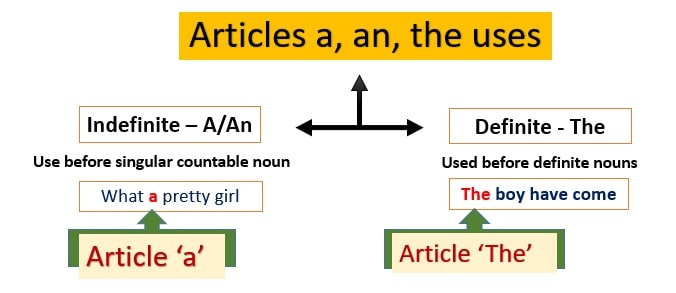 Articles a, an, the uses
Indefinite – A/An
Definite - The
Use before singular countable noun
Used before definite nouns
What a pretty girl
The boy have come
Article ‘a’
Article ‘The’